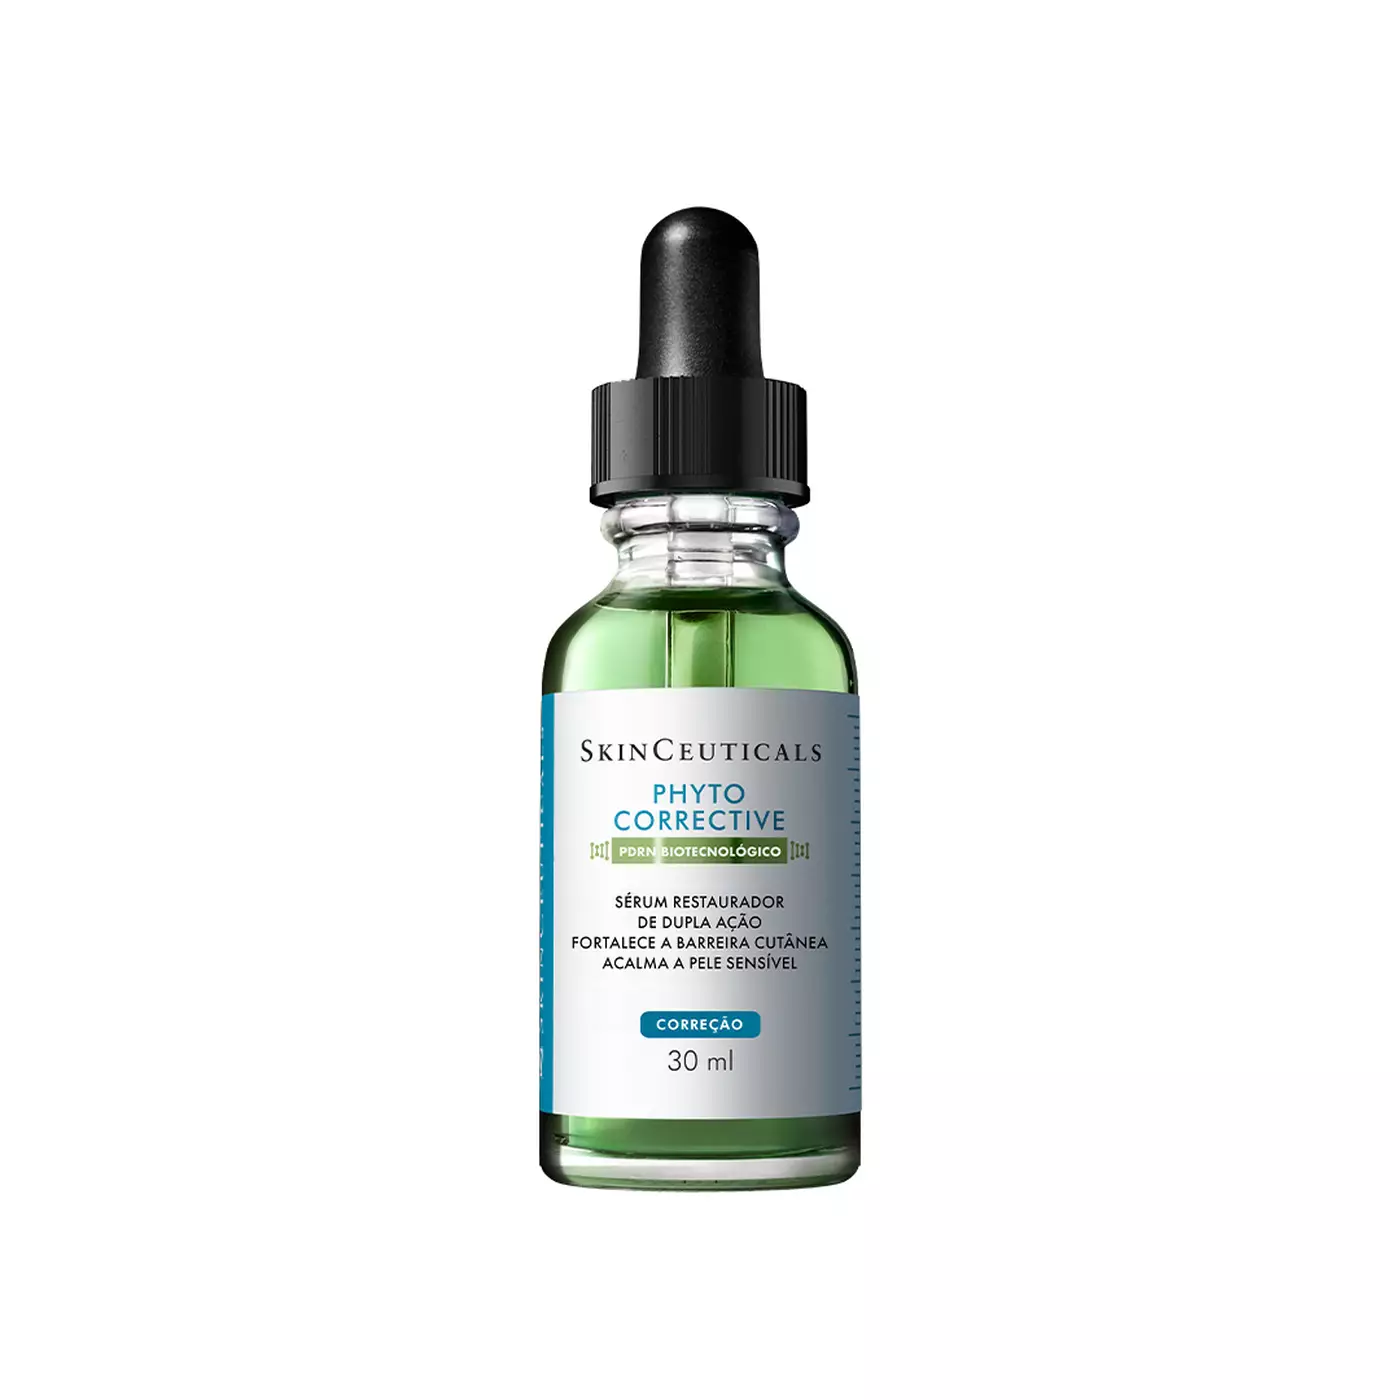 SKINCEUTICALS
PHYTO
CORRECTIVE
PDRN BIOTECNOLÓGICO
SÉRUM RESTAURADOR
DE DUPLA AÇÃO
FORTALECE A BARREIRA CUTÂNEA
ACALMA A PELE SENSÍVEL
CORREÇÃO
30 ml